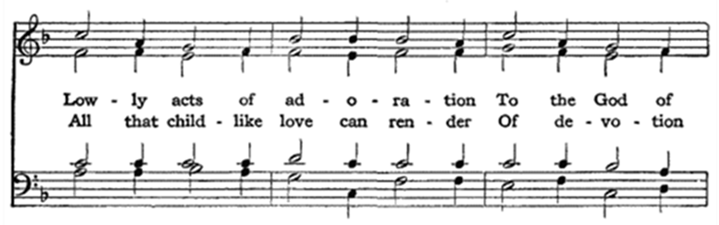 Low - ly acts of ad - o - ra - tion To the God of
All that child - like love can ren - der Of de - vo - tion